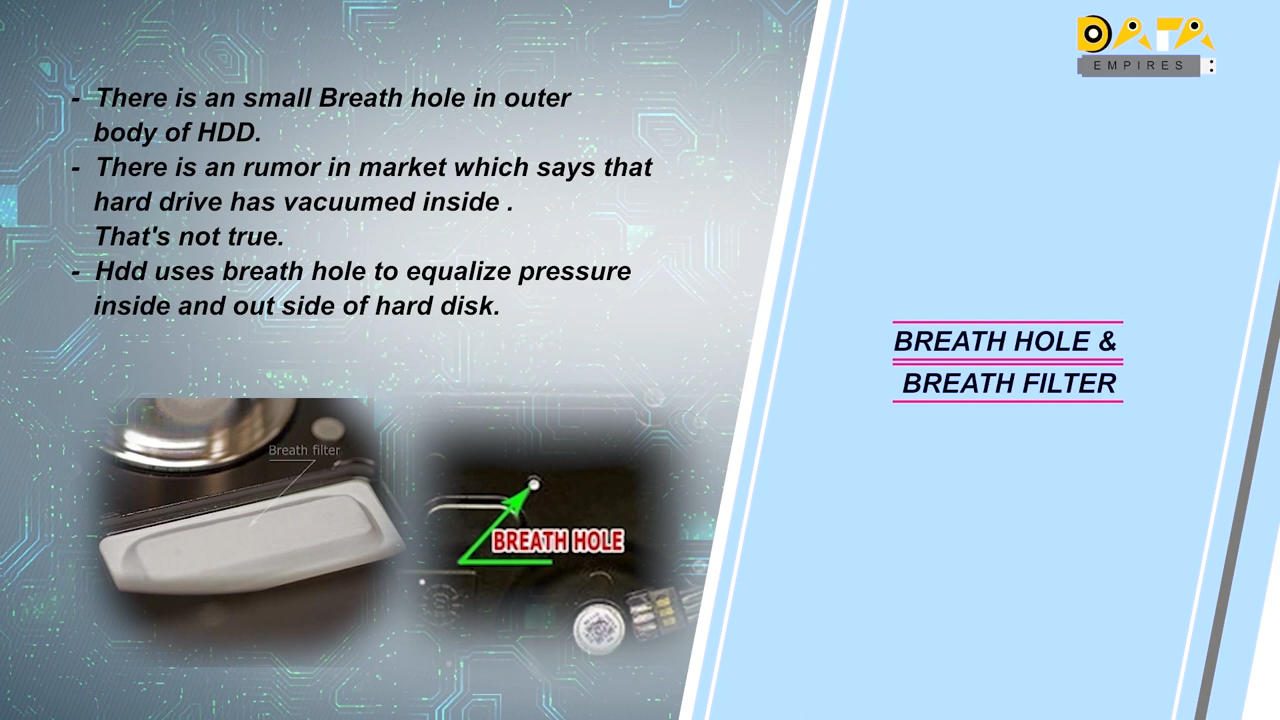 - There is an small Breath hole in outer
body of HDD.
- There is an rumor in market which says that
hard drive has vacuumed inside .
That's not true.
- Hdd uses breath hole to equalize pressure
inside and out side of hard disk.
Breath filter
BREATH HOLE
DATA
EMPIRES
BREATH HOLE &
BREATH FILTER